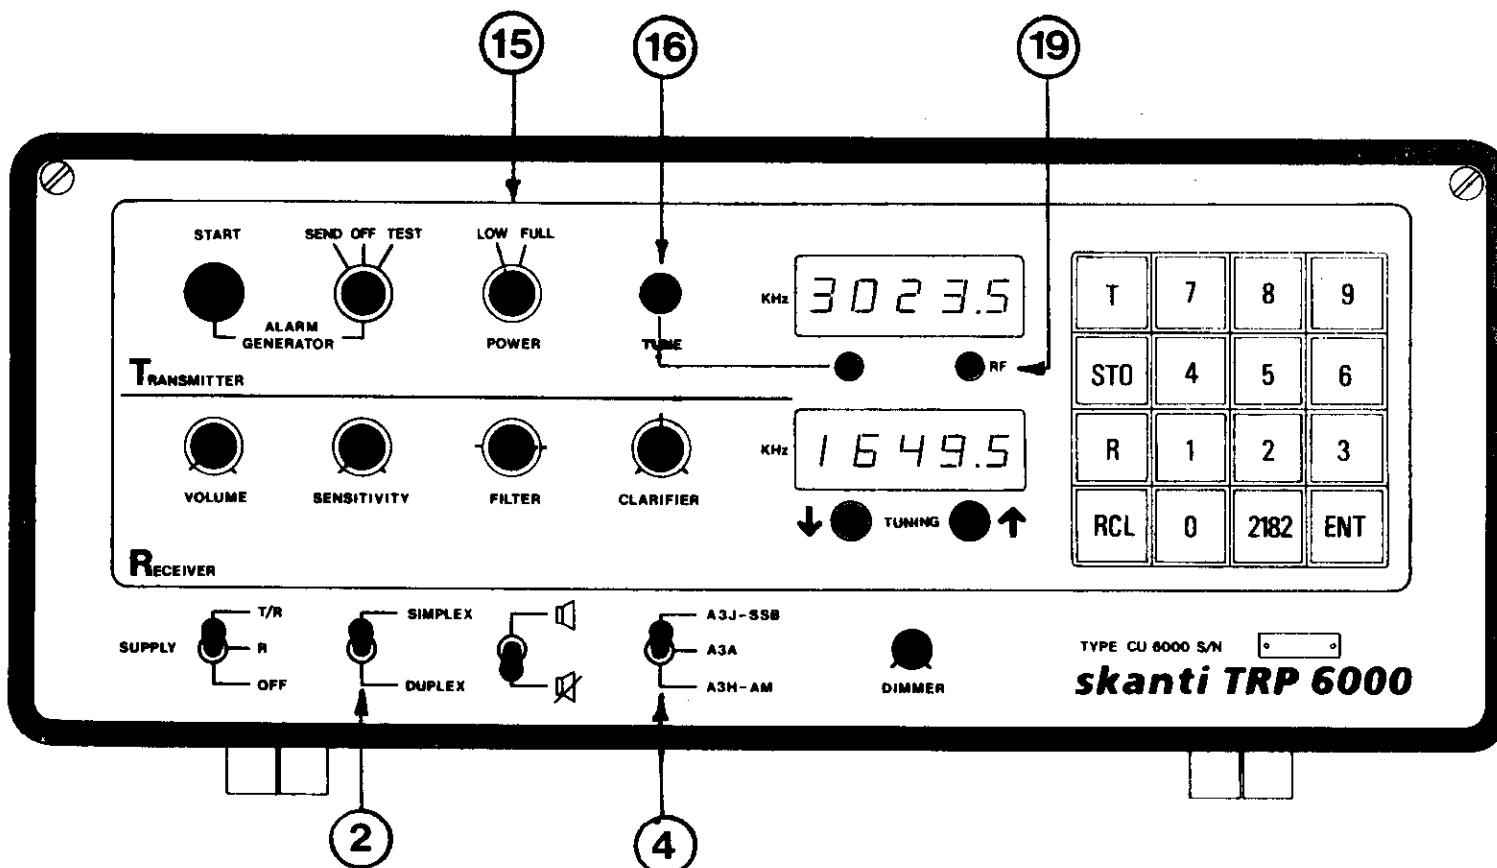 15 16 19
START SEND OFF TEST LOW FULL
KHz 3023.5
ALARM GENERATOR POWER TUNE
RF
TRANSMITTER
KHz 1649.5
VOLUME SENSITIVITY FILTER CLARIFIER
TUNING
RECEIVER
T 7 8 9
STO 4 5 6
R 1 2 3
RCL 0 2182 ENT
SUPPLY T/R R OFF
SIMPLEX DUPLEX
A3J-SSB
A3A
A3H-AM
DIMMER
TYPE CU 6000 S/N
skanti TRP 6000
2 4